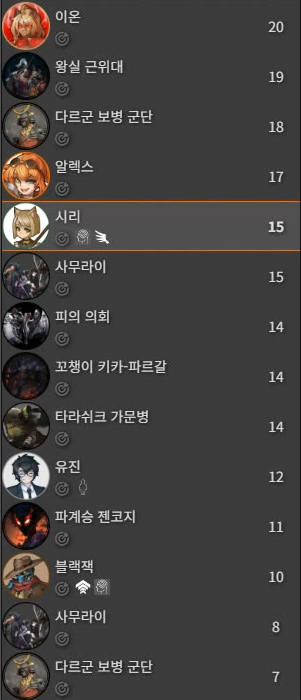 이온 20
왕실 근위대 19
다르군 보병 군단 18
알렉스 17
시리 15
사무라이 15
피의 의회 14
꼬챙이 키카-파르갈 14
타라쉬크 가문병 14
유진 12
파계승 젠코지 11
블랙잭 10
사무라이 8
다르군 보병 군단 7